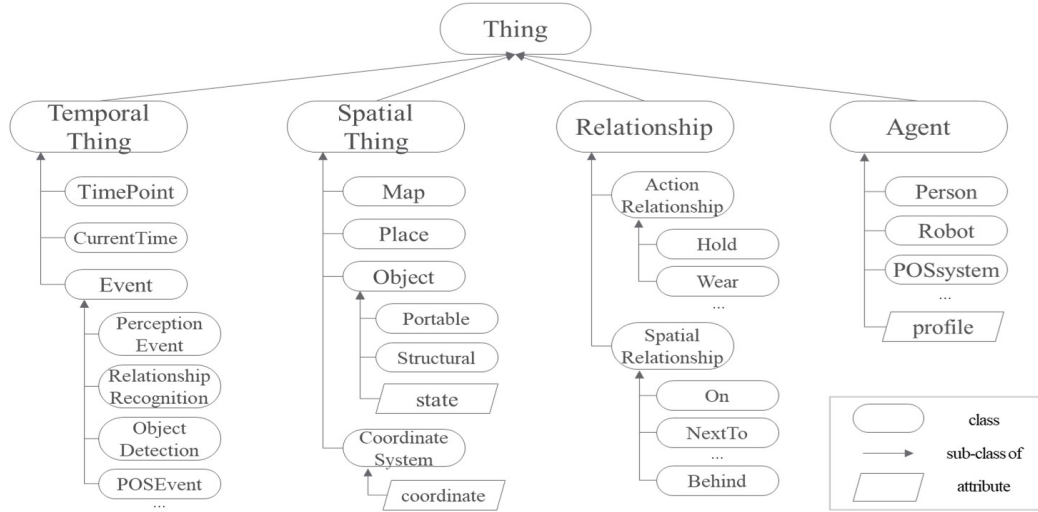 Thing
Temporal
Thing
TimePoint
CurrentTime
Event
Perception
Event
Relationship
Recognition
Object
Detection
POSEvent
...
Spatial
Thing
Map
Place
Object
Portable
Structural
state
Coordinate
System
coordinate
Relationship
Action
Relationship
Hold
Wear
...
Spatial
Relationship
On
NextTo
...
Behind
Agent
Person
Robot
POSsystem
...
profile
class
sub-class of
attribute